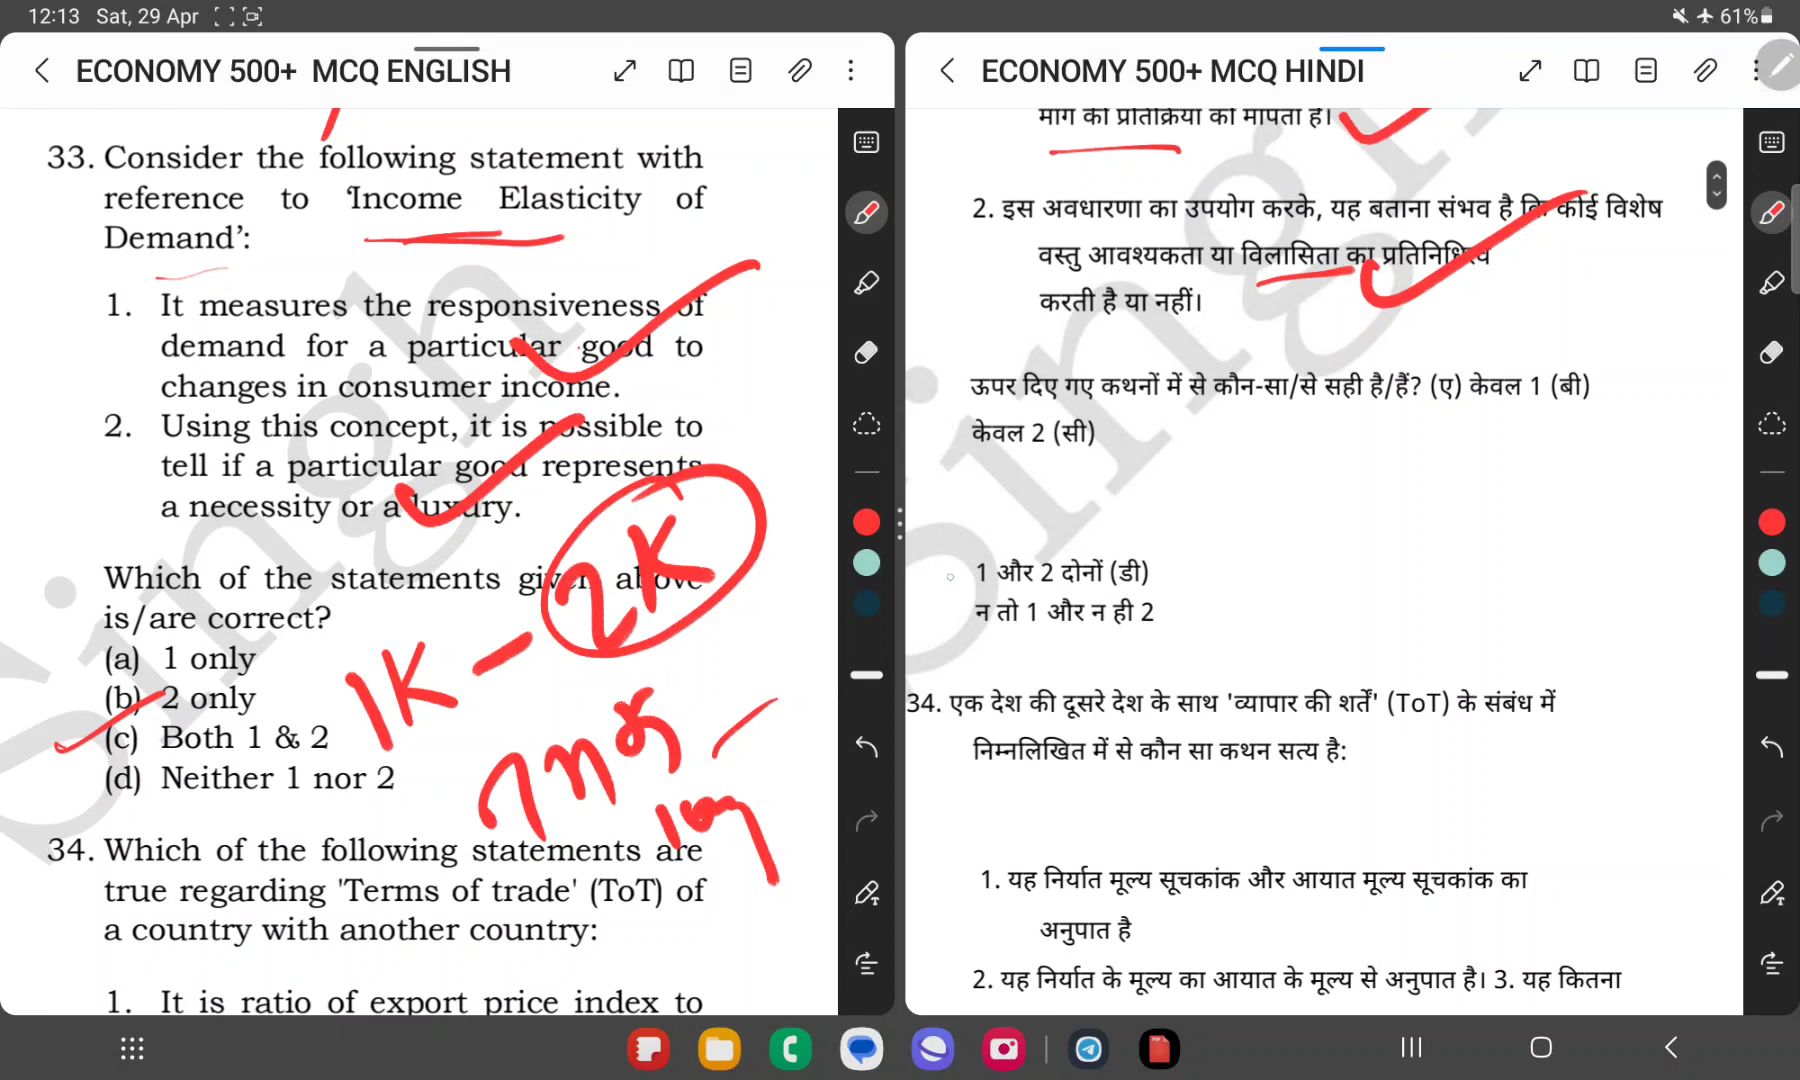 12:13 Sat, 29 Apr
61%
ECONOMY 500+ MCQ ENGLISH
33. Consider the following statement with
reference to 'Income Elasticity of
Demand':
1. It measures the responsiveness of
demand for a particular good to
changes in consumer income.
2. Using this concept, it is possible to
tell if a particular good represents
a necessity or a luxury.
Which of the statements given above
is/are correct?
(a) 1 only
(b) 2 only
(c) Both 1 & 2
(d) Neither 1 nor 2
1K - 2K
34. Which of the following statements are
true regarding 'Terms of trade' (ToT) of
a country with another country:
1. It is ratio of export price index to
ECONOMY 500+ MCQ HINDI
मांग की प्रतिक्रिया को मापता है।
2. इस अवधारणा का उपयोग करके, यह बताना संभव है कि कोई विशेष
वस्तु आवश्यकता या विलासिता का प्रतिनिधित्व
करती है या नहीं।
ऊपर दिए गए कथनों में से कौन-सा/से सही है/हैं? (ए) केवल 1 (बी)
केवल 2 (सी)
1 और 2 दोनों (डी)
न तो 1 और न ही 2
34. एक देश की दूसरे देश के साथ 'व्यापार की शर्तें' (ToT) के संबंध में
निम्नलिखित में से कौन सा कथन सत्य है:
1. यह निर्यात मूल्य सूचकांक और आयात मूल्य सूचकांक का
अनुपात है
2. यह निर्यात के मूल्य का आयात के मूल्य से अनुपात है। 3. यह कितना
Singh
Singh